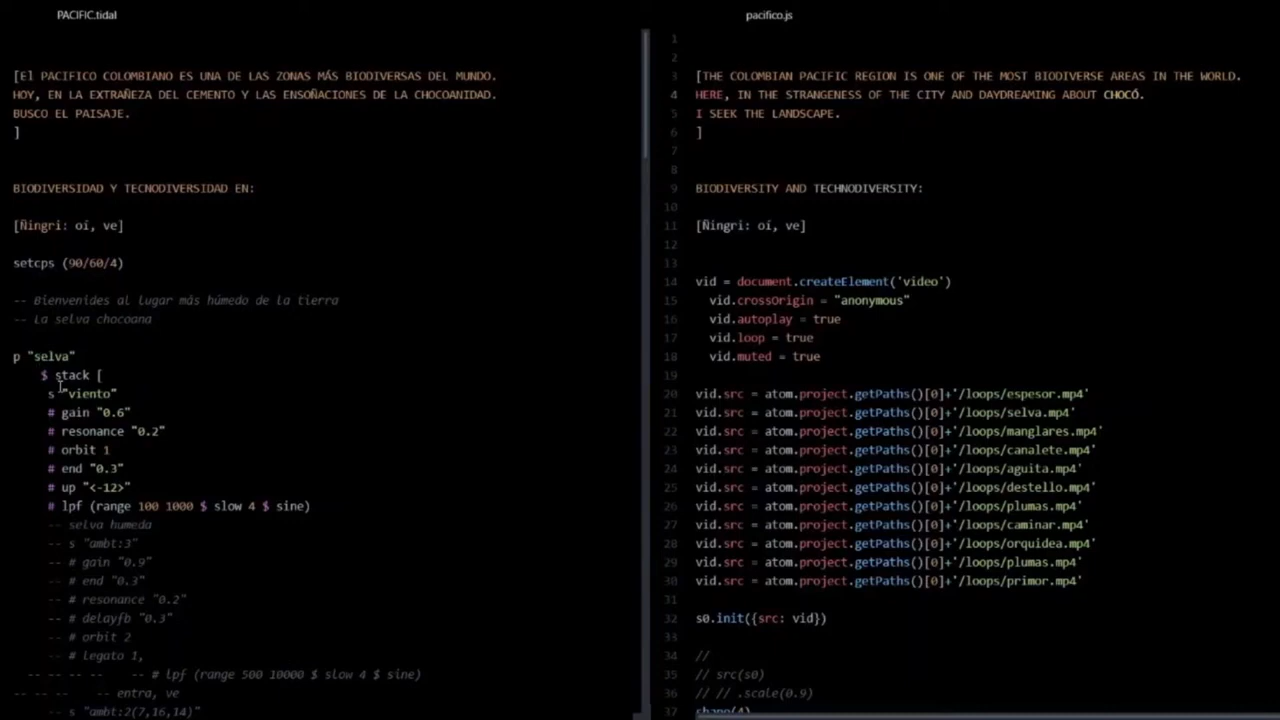 PACIFIC.tidal
[El PACIFICO COLOMBIANO ES UNA DE LAS ZONAS MÁS BIODIVERSAS DEL MUNDO.
HOY, EN LA EXTRAÑEZA DEL CEMENTO Y LAS ENSOÑACIONES DE LA CHOCOANIDAD.
BUSCO EL PAISAJE.
]
BIODIVERSIDAD Y TECNODIVERSIDAD EN:
[Ñingri: oí, ve]
setcps (90/60/4)
-- Bienvenides al lugar más húmedo de la tierra
-- La selva chocoana
p "selva"
$ stack [
s "viento"
# gain "0.6"
# resonance "0.2"
# orbit 1
# end "0.3"
# up "<-12>"
# lpf (range 100 1000 $ slow 4 $ sine)
-- selva humeda
-- s "ambt:3"
-- # gain "0.9"
-- # end "0.3"
-- # resonance "0.2"
-- # delayfb "0.3"
-- # orbit 2
-- # legato 1,
-- -- -- -- -- # lpf (range 500 10000 $ slow 4 $ sine)
-- -- -- -- entra, ve
-- s "ambt:2(7,16,14)"
pacifico.js
1
2
3 [THE COLOMBIAN PACIFIC REGION IS ONE OF THE MOST BIODIVERSE AREAS IN THE WORLD.
4 HERE, IN THE STRANGENESS OF THE CITY AND DAYDREAMING ABOUT CHOCÓ.
5 I SEEK THE LANDSCAPE.
6 ]
7
8
9 BIODIVERSITY AND TECHNODIVERSITY:
10
11 [Ñingri: oí, ve]
12
13
14 vid = document.createElement('video')
15 vid.crossOrigin = "anonymous"
16 vid.autoplay = true
17 vid.loop = true
18 vid.muted = true
19
20 vid.src = atom.project.getPaths()[0]+'/loops/espesor.mp4'
21 vid.src = atom.project.getPaths()[0]+'/loops/selva.mp4'
22 vid.src = atom.project.getPaths()[0]+'/loops/manglares.mp4'
23 vid.src = atom.project.getPaths()[0]+'/loops/canalete.mp4'
24 vid.src = atom.project.getPaths()[0]+'/loops/aguita.mp4'
25 vid.src = atom.project.getPaths()[0]+'/loops/destello.mp4'
26 vid.src = atom.project.getPaths()[0]+'/loops/plumas.mp4'
27 vid.src = atom.project.getPaths()[0]+'/loops/caminar.mp4'
28 vid.src = atom.project.getPaths()[0]+'/loops/orquidea.mp4'
29 vid.src = atom.project.getPaths()[0]+'/loops/plumas.mp4'
30 vid.src = atom.project.getPaths()[0]+'/loops/primor.mp4'
31
32 s0.init({src: vid})
33
34 //
35 // src(s0)
36 // // .scale(0.9)
37 shape(4)